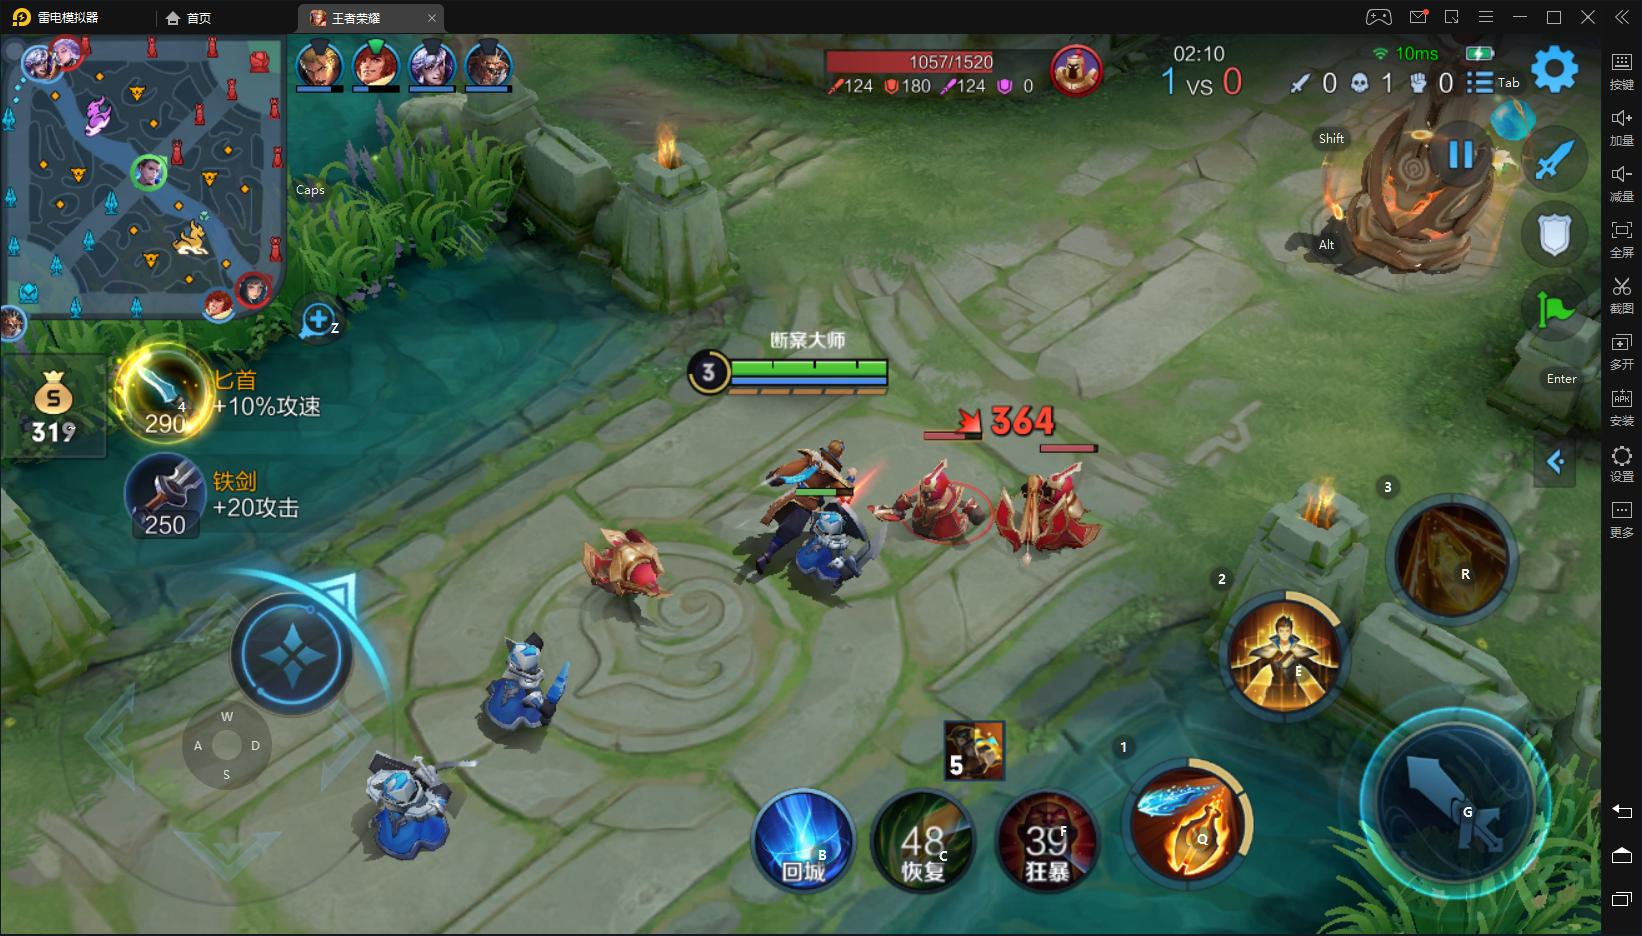 雷电模拟器
首页
王者荣耀
1057/1520
124 180 124 0
02:10
1 VS 0
10ms
0 1 0
Tab
Shift
Alt
Caps
Z
Enter
按键
加量
减量
全屏
截图
多开
安装
设置
更多
APK
319
匕首
+10%攻速
290
4
铁剑
+20攻击
250
断案大师
3
364
W
A
D
S
5
回城
B
48
恢复
C
39
狂暴
F
1
Q
2
E
3
R
G